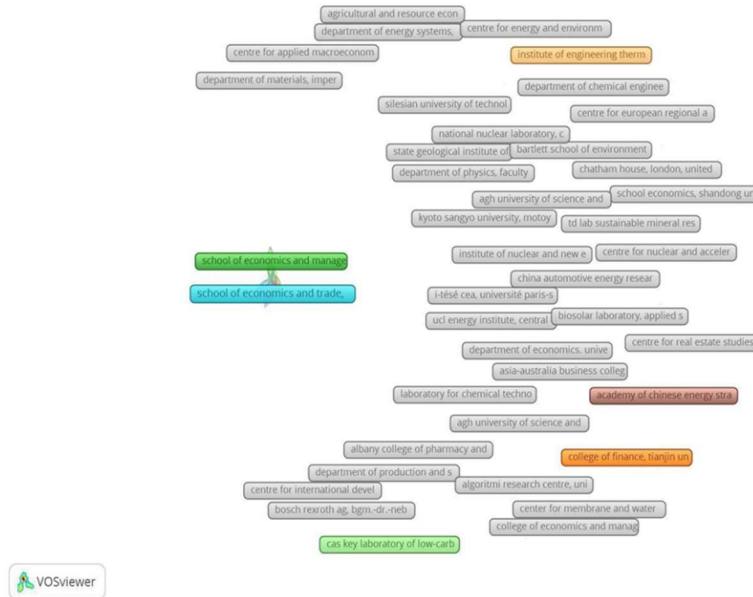 agricultural and resource econ
department of energy systems,
centre for energy and environm
centre for applied macroeconom
institute of engineering therm
department of materials, imper
department of chemical enginee
silesian university of technol
centre for european regional a
national nuclear laboratory, c
state geological institute of
bartlett school of environment
department of physics, faculty
chatham house, london, united
agh university of science and
school economics, shandong un
kyoto sangyo university, motoy
td lab sustainable mineral res
institute of nuclear and new e
centre for nuclear and acceler
school of economics and manage
china automotive energy resear
school of economics and trade,
i-tésé cea, université paris-s
ucl energy institute, central
biosolar laboratory, applied s
department of economics. unive
centre for real estate studies
asia-australia business colleg
laboratory for chemical techno
academy of chinese energy stra
agh university of science and
albany college of pharmacy and
college of finance, tianjin un
department of production and s
centre for international devel
algoritmi research centre, uni
bosch rexroth ag, bgm.-dr.-neb
center for membrane and water
college of economics and manag
cas key laboratory of low-carb
VOSviewer